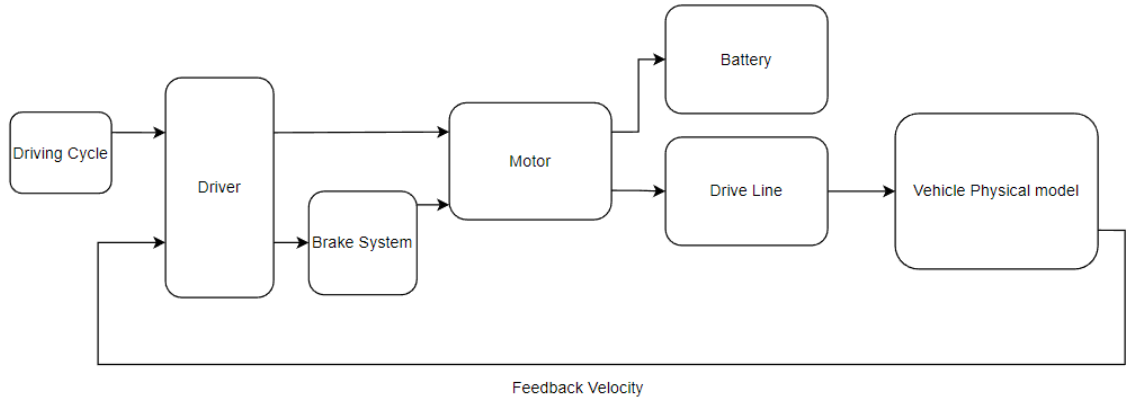 Driving Cycle
Driver
Brake System
Motor
Battery
Drive Line
Vehicle Physical model
Feedback Velocity